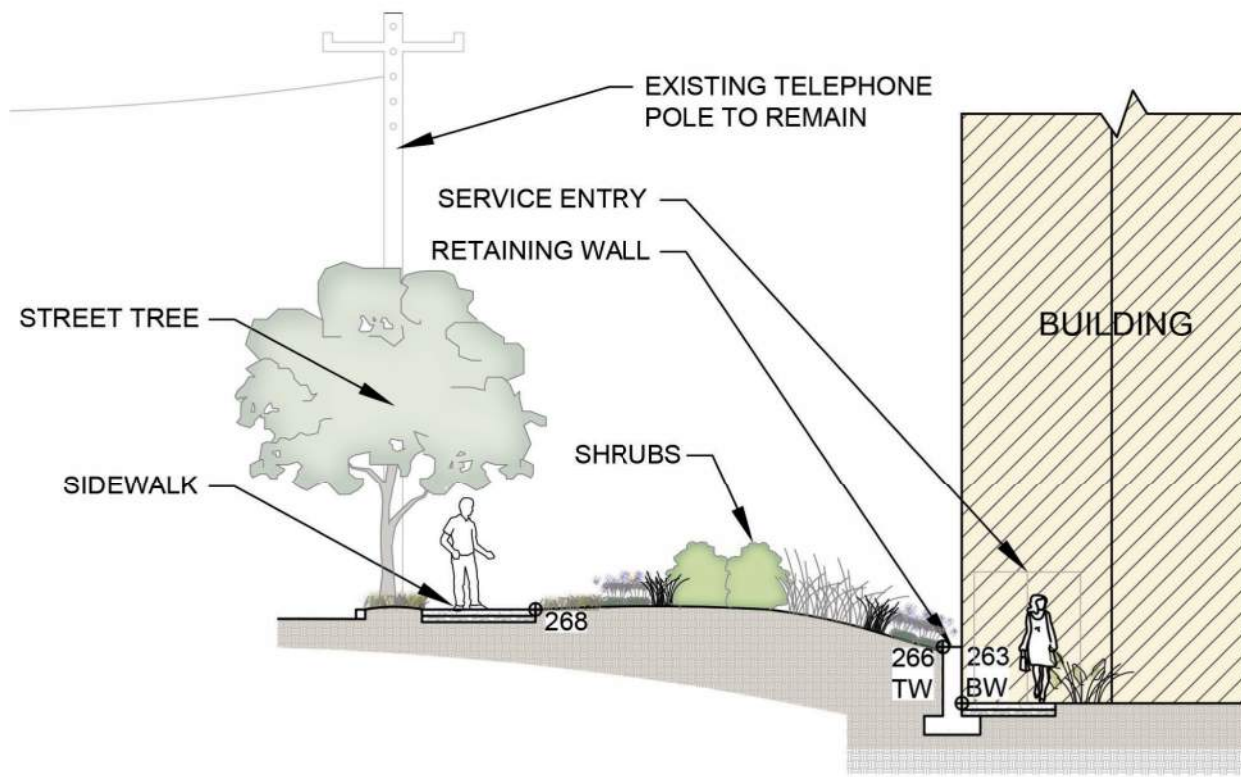 EXISTING TELEPHONE
POLE TO REMAIN
SERVICE ENTRY
RETAINING WALL
STREET TREE
BUILDING
SHRUBS
SIDEWALK
268
266
TW
263
BW